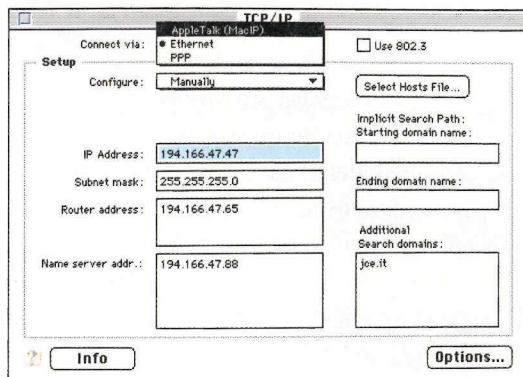 TCP/IP
Connect via:
AppleTalk (MacIP)
Ethernet
PPP
Use 802.3
Setup
Configure: Manually
Select Hosts File...
Implicit Search Path:
Starting domain name:
IP Address: 194.166.47.47
Subnet mask: 255.255.255.0
Ending domain name:
Router address: 194.166.47.65
Additional
Search domains:
Name server addr.: 194.166.47.88
jce.it
Info
Options...